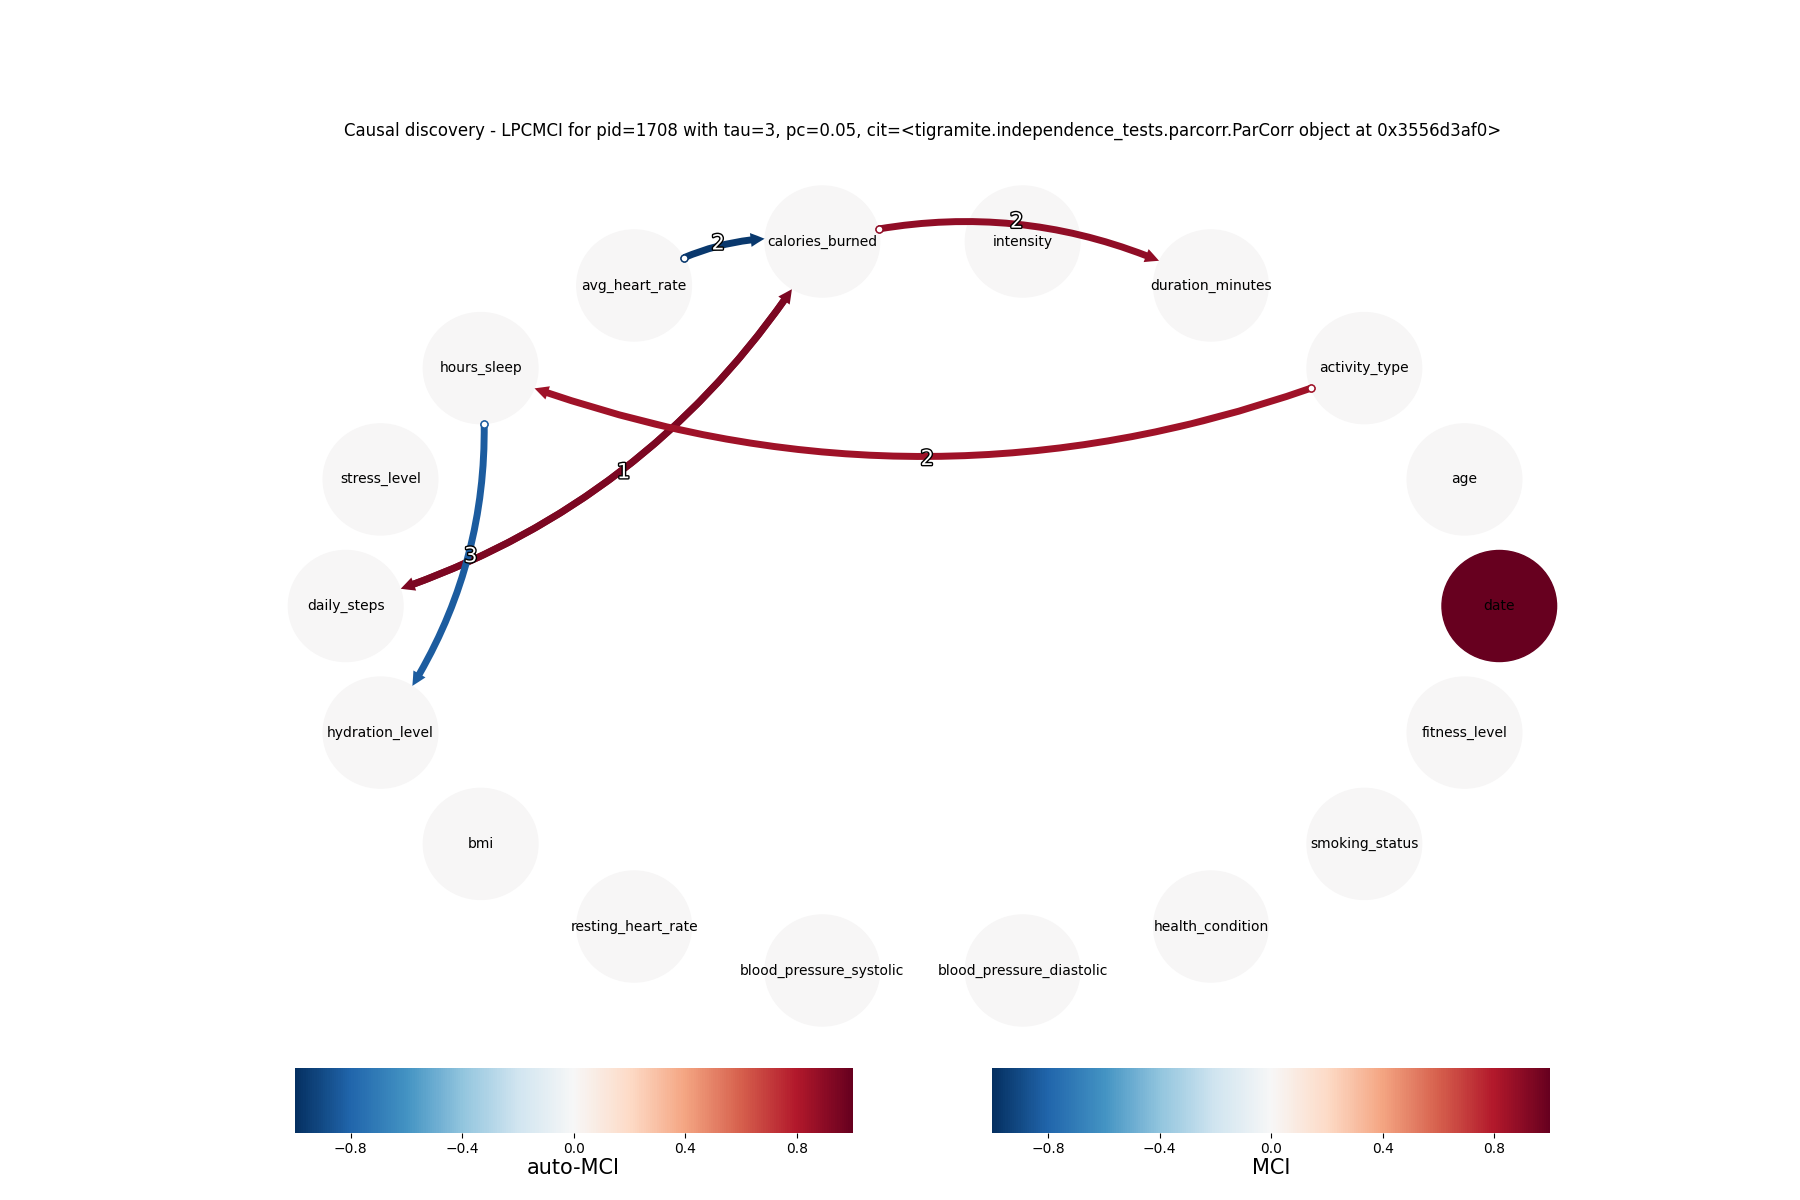 Causal discovery - LPCMCI for pid=1708 with tau=3, pc=0.05, cit=<tigramite.independence_tests.parcorr.ParCorr object at 0x3556d3af0>
2
calories_burned
2
intensity
avg_heart_rate
duration_minutes
hours_sleep
activity_type
2
1
stress_level
age
3
daily_steps
date
hydration_level
fitness_level
bmi
smoking_status
resting_heart_rate
health_condition
blood_pressure_systolic
blood_pressure_diastolic
−0.8 −0.4 0.0 0.4 0.8
auto-MCI
−0.8 −0.4 0.0 0.4 0.8
MCI